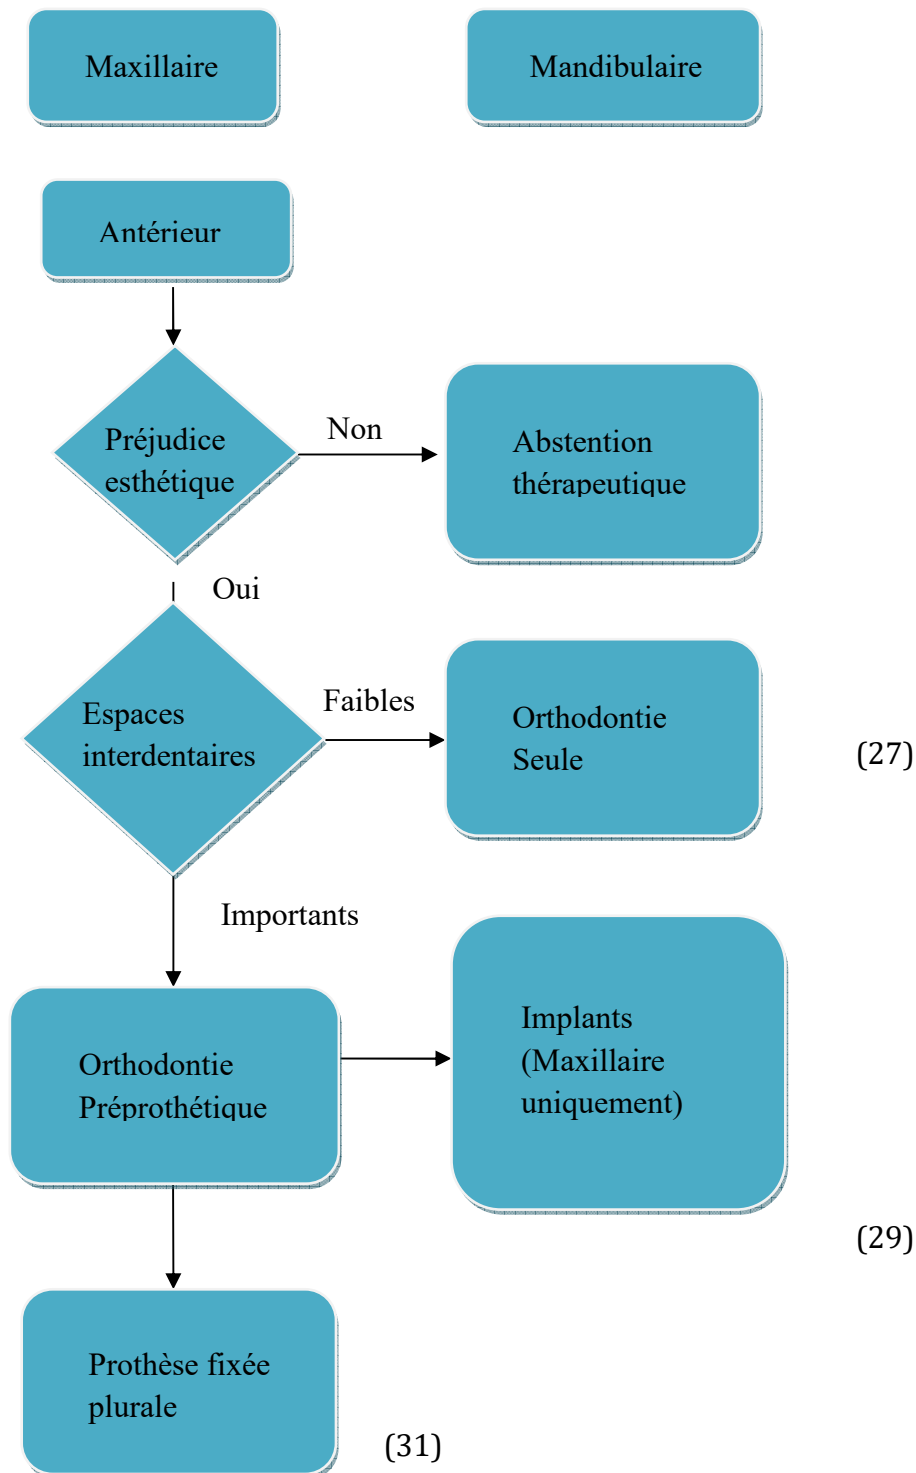 Maxillaire
Mandibulaire
Antérieur
Préjudice
esthétique
Non
Abstention
thérapeutique
Oui
Espaces
interdentaires
Faibles
Orthodontie
Seule
(27)
Importants
Orthodontie
Préprothétique
Implants
(Maxillaire
uniquement)
(29)
Prothèse fixée
plurale
(31)